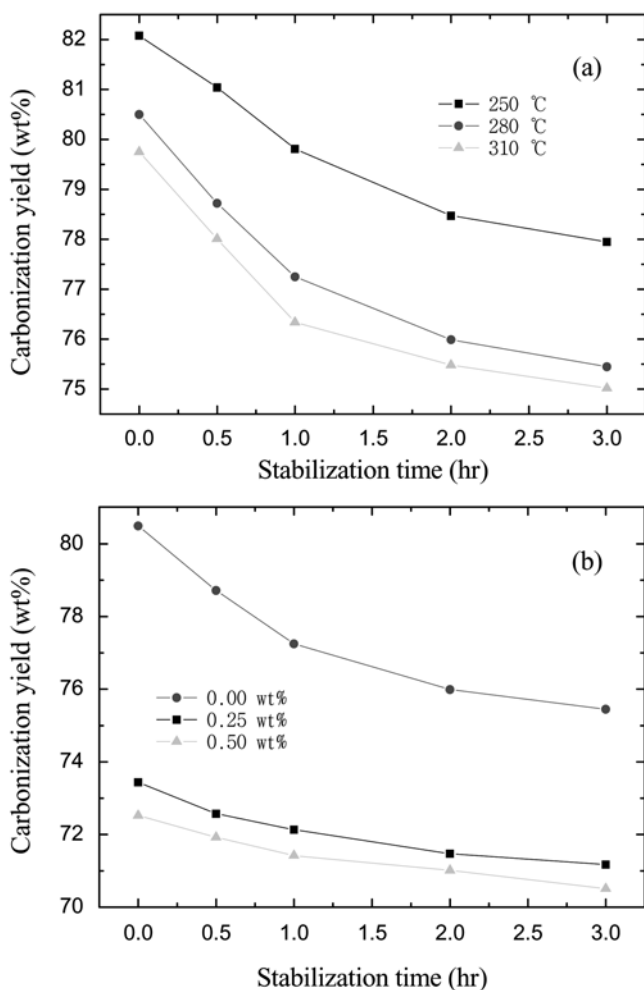 (a)
82
81
80
79
78
77
76
75
Carbonization yield (wt%)
250 ℃
280 ℃
310 ℃
0.0 0.5 1.0 1.5 2.0 2.5 3.0
Stabilization time (hr)
(b)
80
78
76
74
72
70
Carbonization yield (wt%)
0.00 wt%
0.25 wt%
0.50 wt%
0.0 0.5 1.0 1.5 2.0 2.5 3.0
Stabilization time (hr)